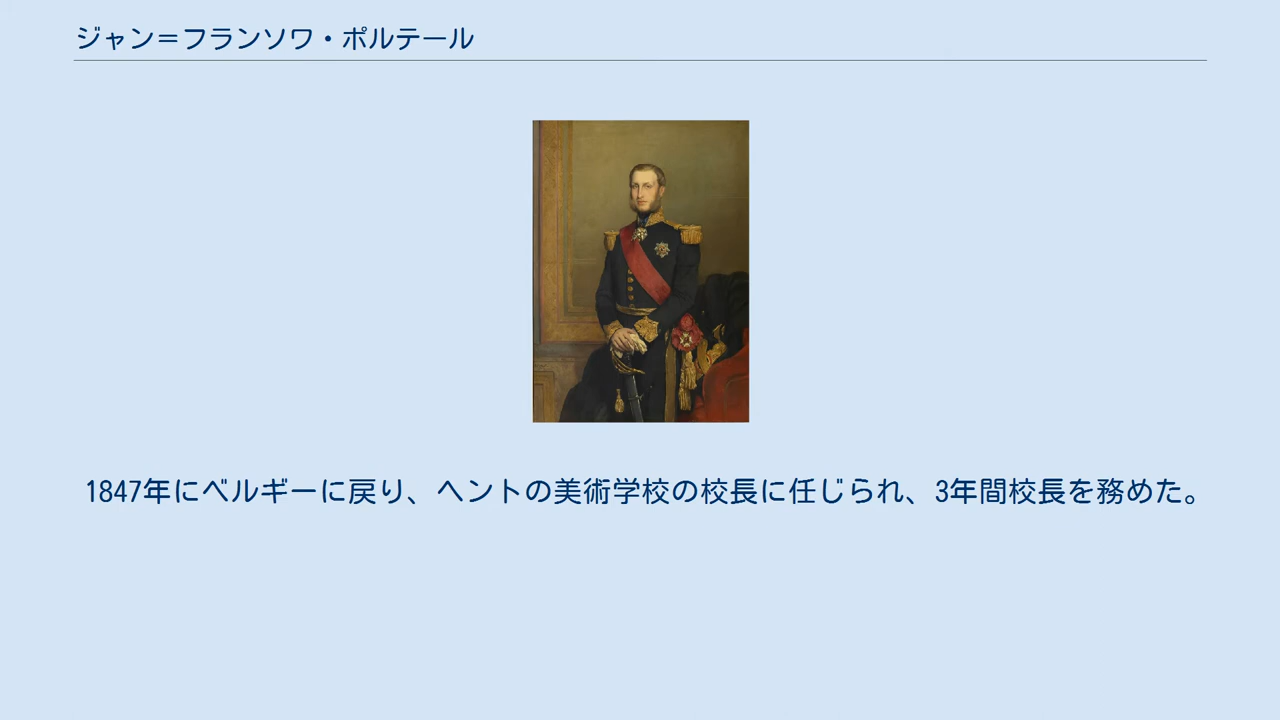 ジャン＝フランソワ・ポルテール
1847年にベルギーに戻り、ヘントの美術学校の校長に任じられ、3年間校長を務めた。